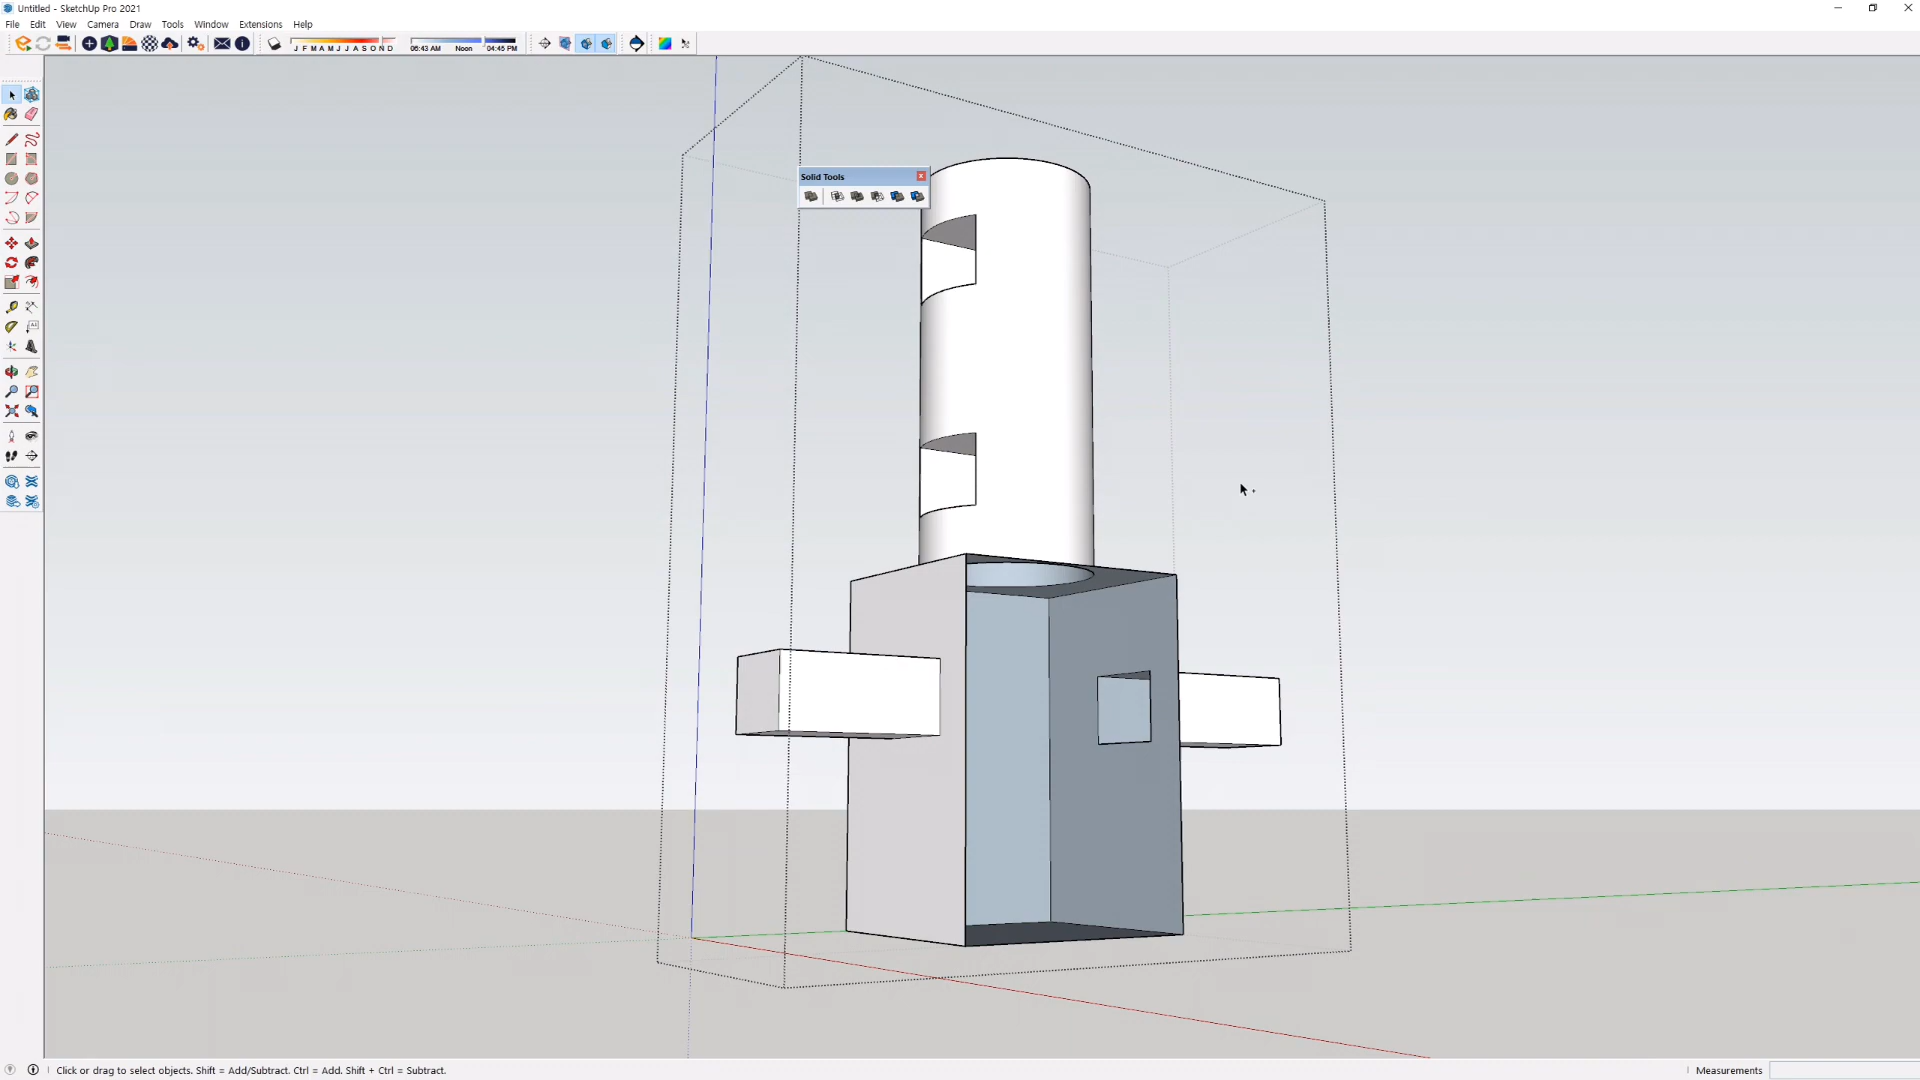 Untitled - SketchUp Pro 2021
File Edit View Camera Draw Tools Window Extensions Help
J F M A M J J A S O N D
06:43 AM Noon 04:45 PM
Solid Tools
Click or drag to select objects. Shift = Add/Subtract. Ctrl = Add. Shift + Ctrl = Subtract.
Measurements